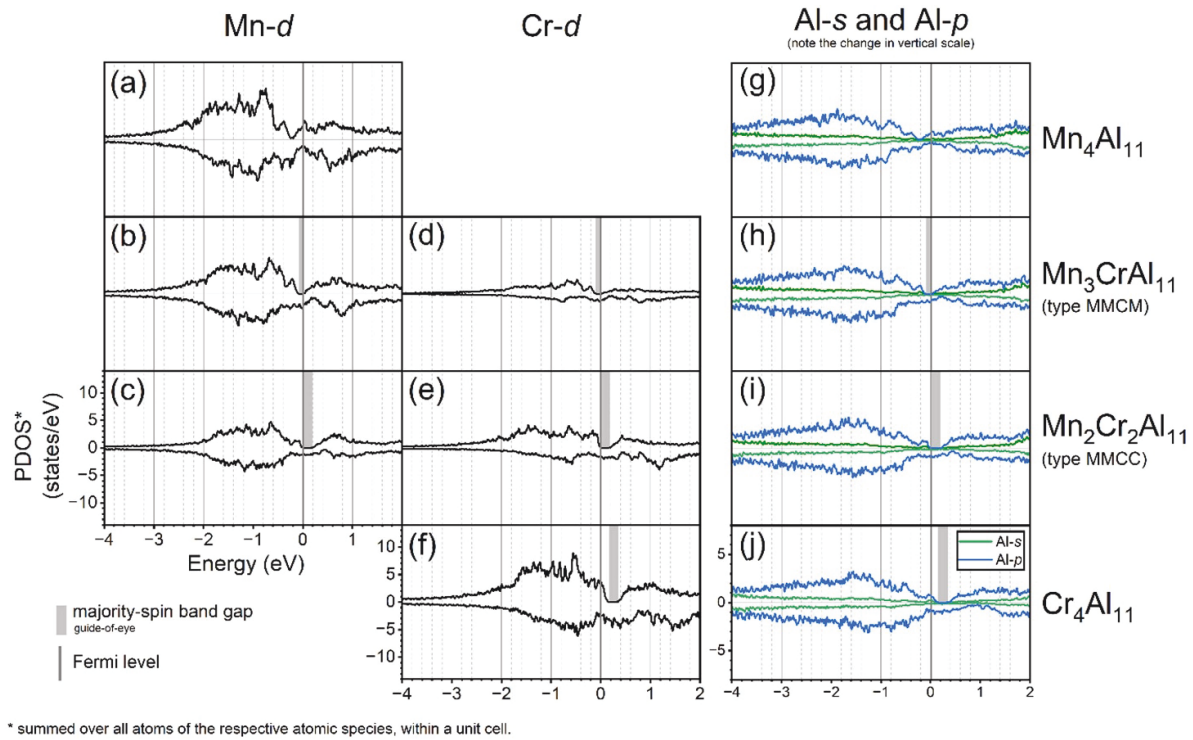 Mn-d
Cr-d
Al-s and Al-p
(note the change in vertical scale)
(a)
(g)
Mn4Al11
(b)
(d)
(h)
Mn3CrAl11
(type MMCM)
PDOS*
(states/eV)
10
5
0
−5
−10
(c)
(e)
(i)
Mn2Cr2Al11
(type MMCC)
−4
−3
−2
−1
0
1
2
Energy (eV)
10
5
0
−5
−10
(f)
−4
−3
−2
−1
0
1
2
5
0
−5
(j)
Al-s
Al-p
−4
−3
−2
−1
0
1
2
Cr4Al11
majority-spin band gap
guide-of-eye
Fermi level
* summed over all atoms of the respective atomic species, within a unit cell.